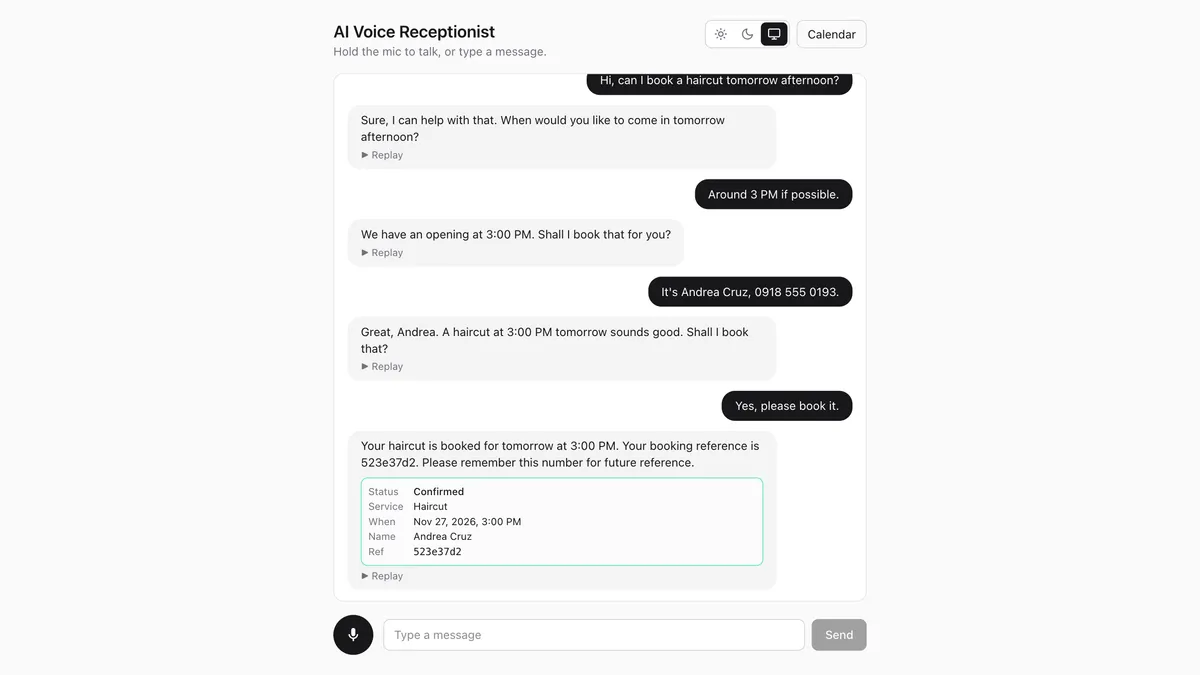 AI Voice Receptionist
Hold the mic to talk, or type a message.
Calendar
Hi, can I book a haircut tomorrow afternoon?
Sure, I can help with that. When would you like to come in tomorrow
afternoon?
▶ Replay
Around 3 PM if possible.
We have an opening at 3:00 PM. Shall I book that for you?
▶ Replay
It's Andrea Cruz, 0918 555 0193.
Great, Andrea. A haircut at 3:00 PM tomorrow sounds good. Shall I book
that?
▶ Replay
Yes, please book it.
Your haircut is booked for tomorrow at 3:00 PM. Your booking reference is
523e37d2. Please remember this number for future reference.
Status Confirmed
Service Haircut
When Nov 27, 2026, 3:00 PM
Name Andrea Cruz
Ref 523e37d2
▶ Replay
Type a message
Send